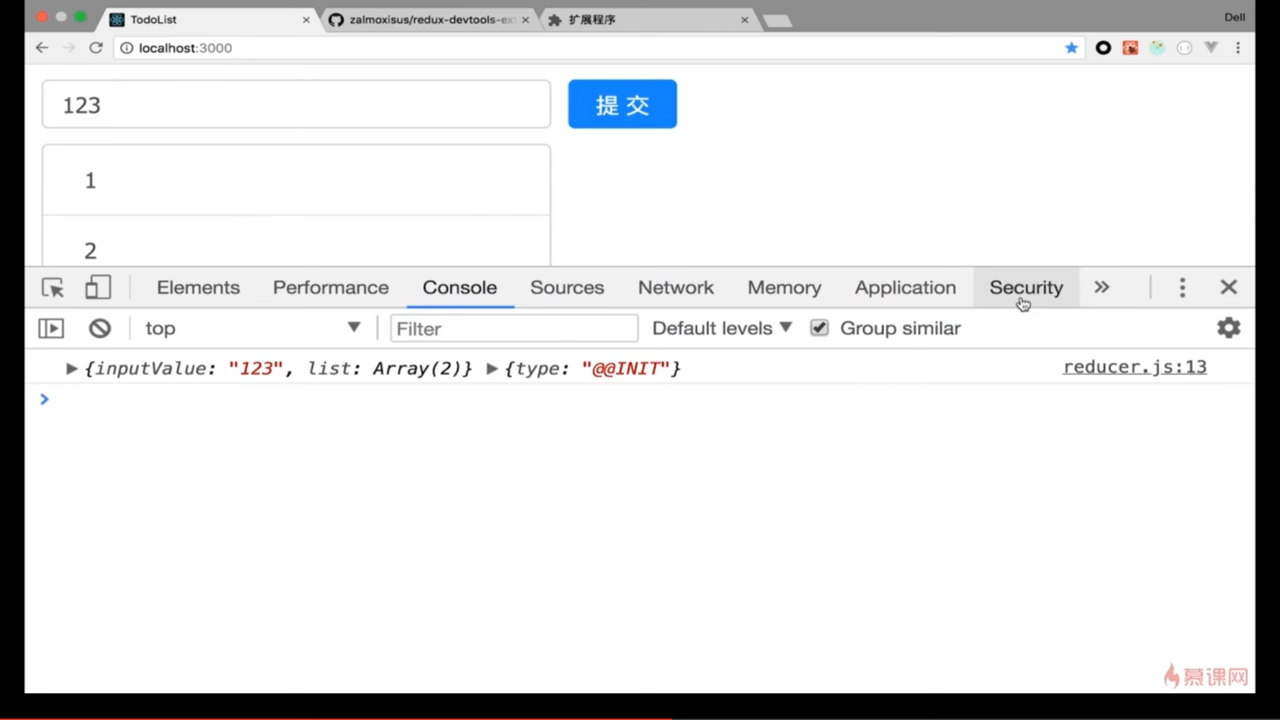 TodoList
zalmoxisus/redux-devtools-ex
扩展程序
Dell
localhost:3000
123
提 交
1
2
Elements Performance Console Sources Network Memory Application Security
top Filter Default levels Group similar
{inputValue: "123", list: Array(2)} {type: "@@INIT"} reducer.js:13
慕课网